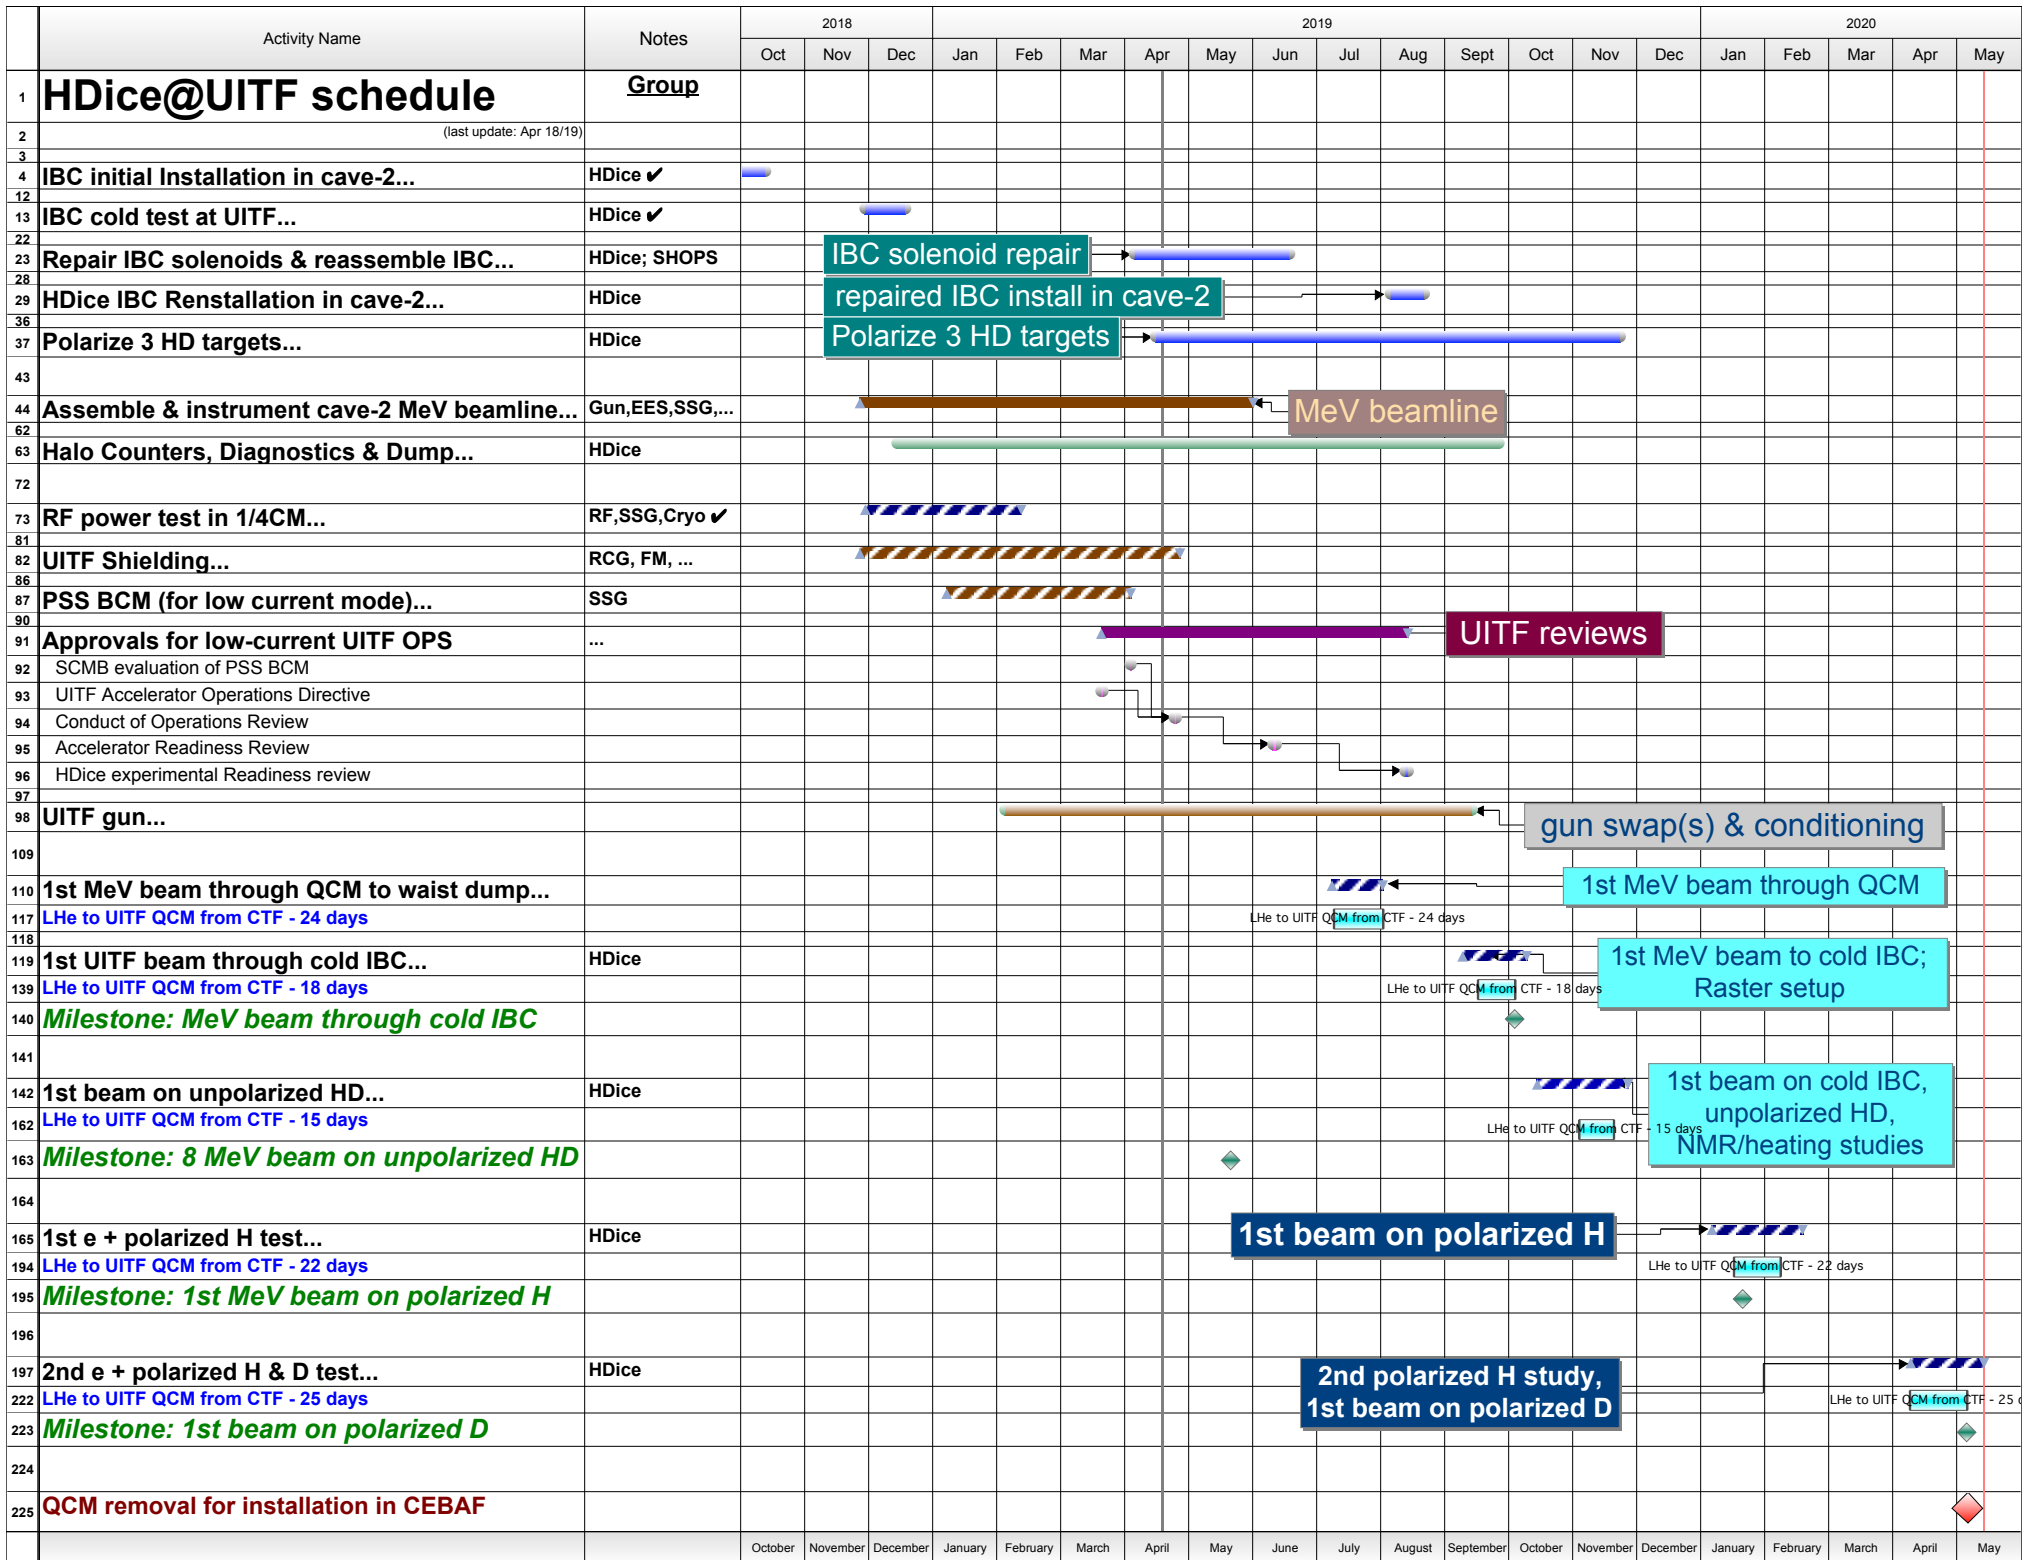 Activity Name Notes 2018 2019 2020
Oct Nov Dec Jan Feb Mar Apr May Jun Jul Aug Sept Oct Nov Dec Jan Feb Mar Apr May
1 HDice@UITF schedule Group
2 (last update: Apr 18/19)
3
4 IBC initial Installation in cave-2... HDice ✔
12
13 IBC cold test at UITF... HDice ✔
22
23 Repair IBC solenoids & reassemble IBC... HDice; SHOPS IBC solenoid repair
28
29 HDice IBC Renstallation in cave-2... HDice repaired IBC install in cave-2
36
37 Polarize 3 HD targets... HDice Polarize 3 HD targets
43
44 Assemble & instrument cave-2 MeV beamline... Gun,EES,SSG,... MeV beamline
62
63 Halo Counters, Diagnostics & Dump... HDice
72
73 RF power test in 1/4CM... RF,SSG,Cryo ✔
81
82 UITF Shielding... RCG, FM, ...
86
87 PSS BCM (for low current mode)... SSG
90
91 Approvals for low-current UITF OPS ... UITF reviews
92 SCMB evaluation of PSS BCM
93 UITF Accelerator Operations Directive
94 Conduct of Operations Review
95 Accelerator Readiness Review
96 HDice experimental Readiness review
97
98 UITF gun... gun swap(s) & conditioning
109
110 1st MeV beam through QCM to waist dump... 1st MeV beam through QCM
117 LHe to UITF QCM from CTF - 24 days LHe to UITF QCM from CTF - 24 days
118
119 1st UITF beam through cold IBC... HDice 1st MeV beam to cold IBC;
Raster setup
139 LHe to UITF QCM from CTF - 18 days LHe to UITF QCM from CTF - 18 days
140 Milestone: MeV beam through cold IBC
141
142 1st beam on unpolarized HD... HDice 1st beam on cold IBC,
unpolarized HD,
NMR/heating studies
162 LHe to UITF QCM from CTF - 15 days LHe to UITF QCM from CTF - 15 days
163 Milestone: 8 MeV beam on unpolarized HD
164
165 1st e + polarized H test... HDice 1st beam on polarized H
194 LHe to UITF QCM from CTF - 22 days LHe to UITF QCM from CTF - 22 days
195 Milestone: 1st MeV beam on polarized H
196
197 2nd e + polarized H & D test... HDice 2nd polarized H study,
1st beam on polarized D
222 LHe to UITF QCM from CTF - 25 days LHe to UITF QCM from CTF - 25
223 Milestone: 1st beam on polarized D
224
225 QCM removal for installation in CEBAF
October November December January February March April May June July August September October November December January February March April May